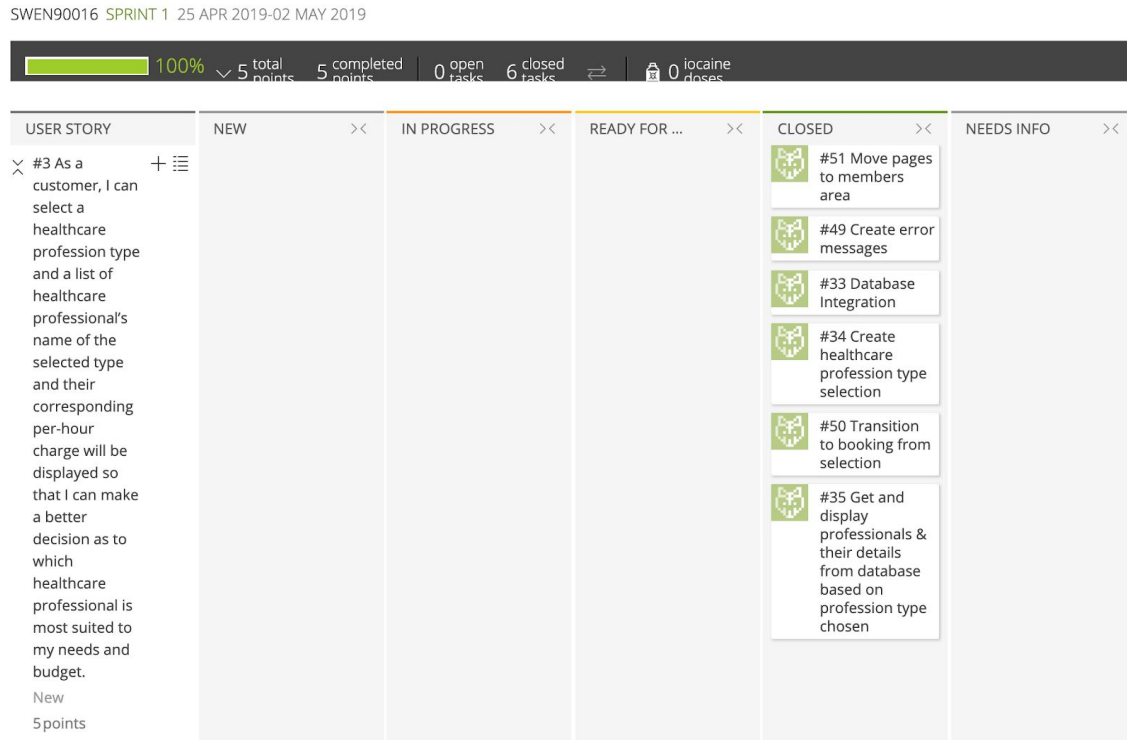 SWEN90016 SPRINT 1 25 APR 2019-02 MAY 2019
100% 5 total points 5 completed points 0 open tasks 6 closed tasks 0 iocaine doses
USER STORY NEW IN PROGRESS READY FOR ... CLOSED NEEDS INFO
#3 As a
customer, I can
select a
healthcare
profession type
and a list of
healthcare
professional's
name of the
selected type
and their
corresponding
per-hour
charge will be
displayed so
that I can make
a better
decision as to
which
healthcare
professional is
most suited to
my needs and
budget.
New
5 points
#51 Move pages
to members
area
#49 Create error
messages
#33 Database
Integration
#34 Create
healthcare
profession type
selection
#50 Transition
to booking from
selection
#35 Get and
display
professionals &
their details
from database
based on
profession type
chosen